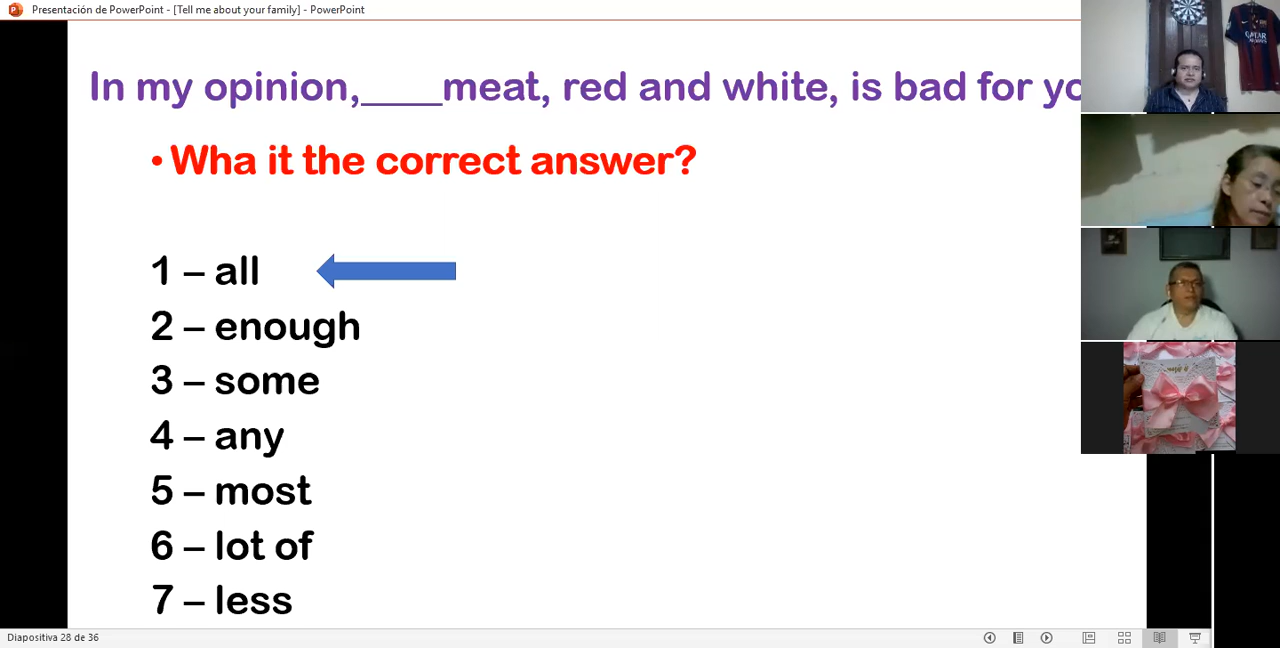 Presentación de PowerPoint - [Tell me about your family] - PowerPoint
In my opinion,____meat, red and white, is bad for yo
• Wha it the correct answer?
1 – all
2 – enough
3 – some
4 – any
5 – most
6 – lot of
7 – less
Diapositiva 28 de 36
QATAR
AIRWAYS